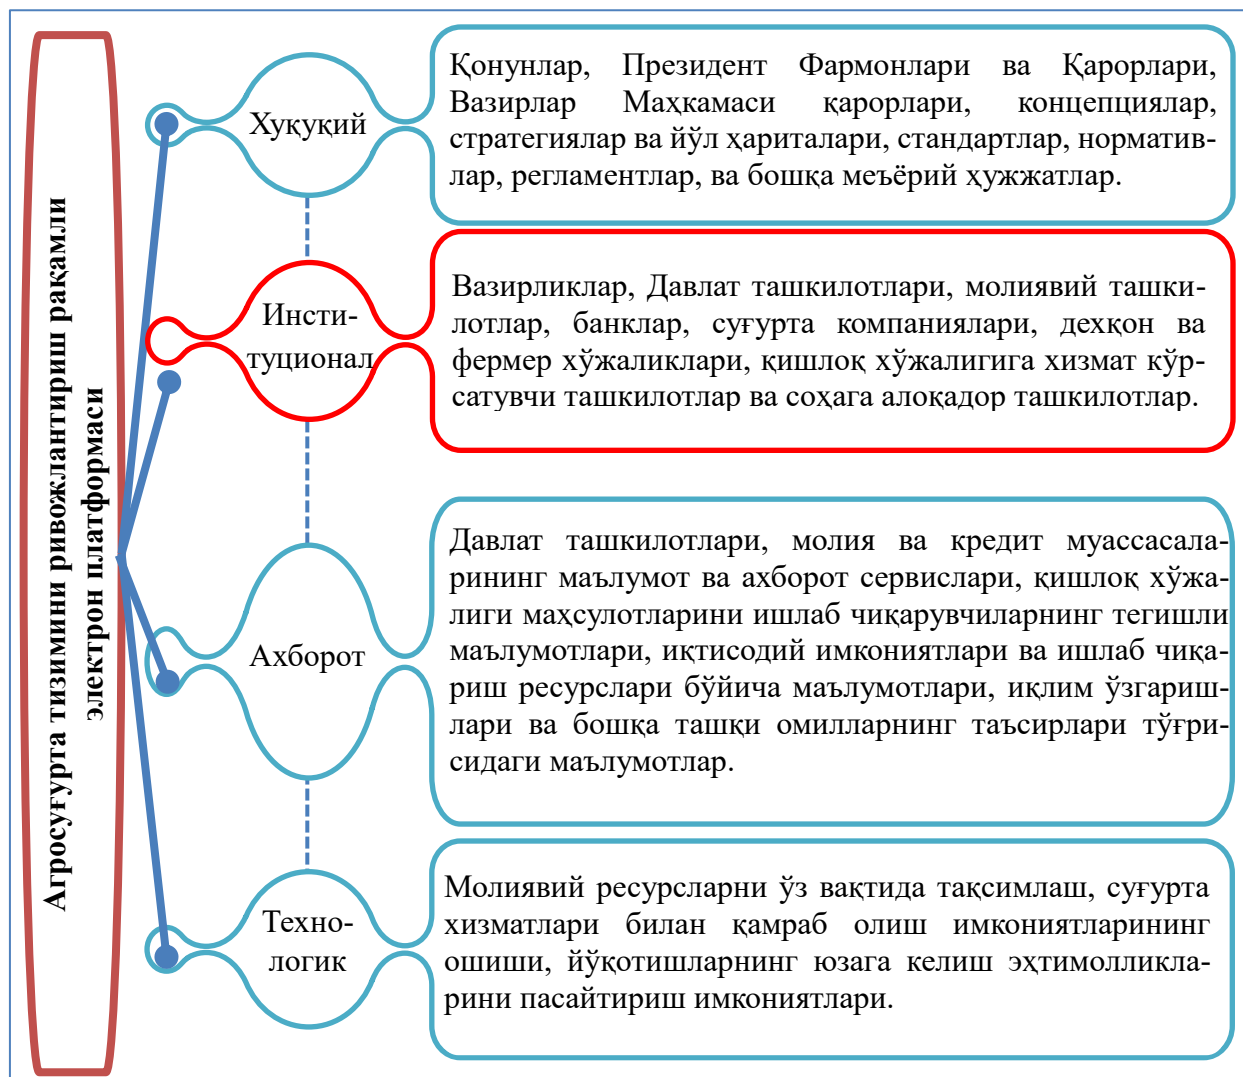 Агросуғурта тизимини ривожлантириш рақамли
электрон платформаси
Хуқуқий
Қонунлар, Президент Фармонлари ва Қарорлари,
Вазирлар Маҳкамаси қарорлари, концепциялар,
стратегиялар ва йўл ҳариталари, стандартлар, норматив-
лар, регламентлар, ва бошқа меъёрий ҳужжатлар.
Инсти-
туционал
Вазирликлар, Давлат ташкилотлари, молиявий ташки-
лотлар, банклар, суғурта компаниялари, дехқон ва
фермер хўжаликлари, қишлоқ хўжалигига хизмат кўр-
сатувчи ташкилотлар ва соҳага алоқадор ташкилотлар.
Ахборот
Давлат ташкилотлари, молия ва кредит муассасала-
рининг маълумот ва ахборот сервислари, қишлоқ хўжа-
лиги маҳсулотларини ишлаб чиқарувчиларнинг тегишли
маълумотлари, иқтисодий имкониятлари ва ишлаб чиқа-
риш ресурслари бўйича маълумотлари, иқлим ўзгариш-
лари ва бошқа ташқи омилларнинг таъсирлари тўғри-
сидаги маълумотлар.
Техно-
логик
Молиявий ресурсларни ўз вақтида тақсимлаш, суғурта
хизматлари билан қамраб олиш имкониятларининг
ошиши, йўқотишларнинг юзага келиш эҳтимолликла-
рини пасайтириш имкониятлари.